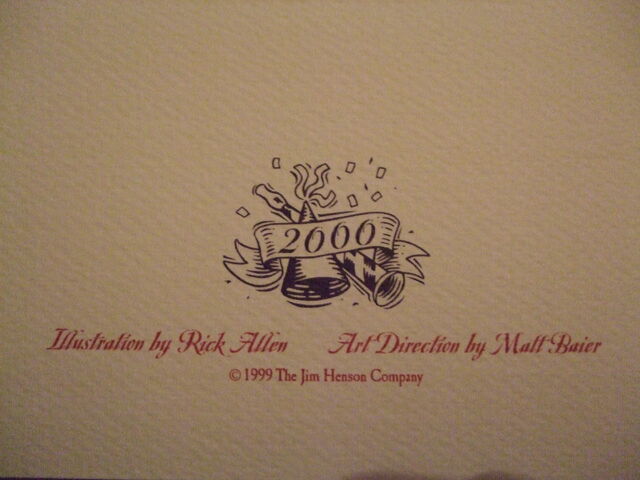 2000
Illustration by Rick Allen Art Direction by Matt Baier
© 1999 The Jim Henson Company